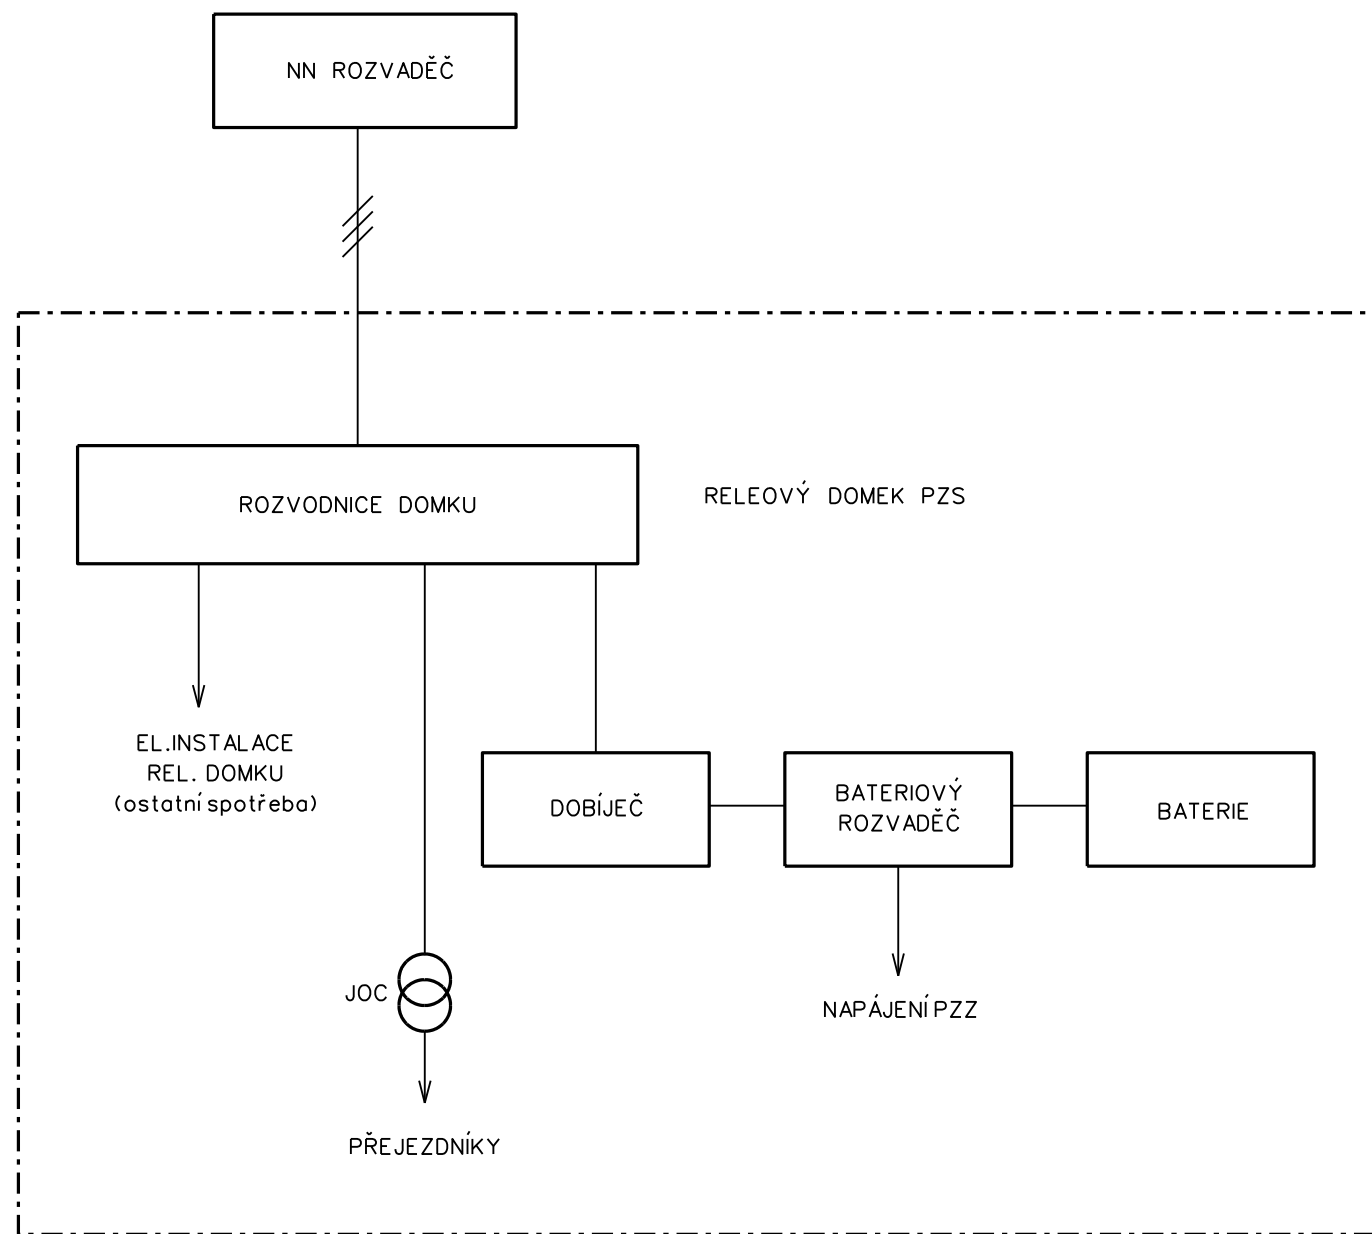 NN ROZVADĚČ
ROZVODNICE DOMKU
RELEOVÝ DOMEK PZS
EL.INSTALACE
REL. DOMKU
(ostatní spotřeba)
DOBÍJEČ
BATERIOVÝ
ROZVADĚČ
BATERIE
JOC
NAPÁJENÍ PZZ
PŘEJEZDNÍKY